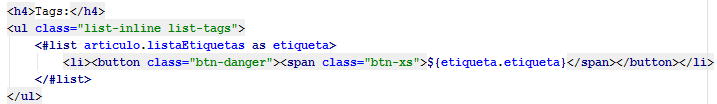 <h4>Tags:</h4>
<ul class="list-inline list-tags">
<#list articulo.listaEtiquetas as etiqueta>
<li><button class="btn-danger"><span class="btn-xs">${etiqueta.etiqueta}</span></button></li>
</#list>
</ul>